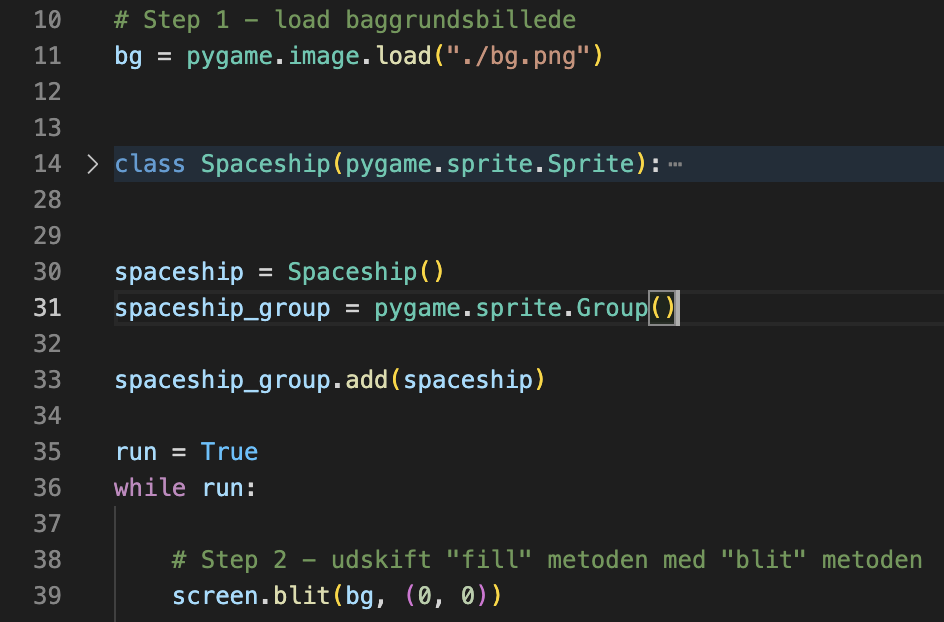 10 # Step 1 - load baggrundsbillede
11 bg = pygame.image.load("./bg.png")
12
13
14 > class Spaceship(pygame.sprite.Sprite):⋯
28
29
30 spaceship = Spaceship()
31 spaceship_group = pygame.sprite.Group()
32
33 spaceship_group.add(spaceship)
34
35 run = True
36 while run:
37
38     # Step 2 - udskift "fill" metoden med "blit" metoden
39     screen.blit(bg, (0, 0))